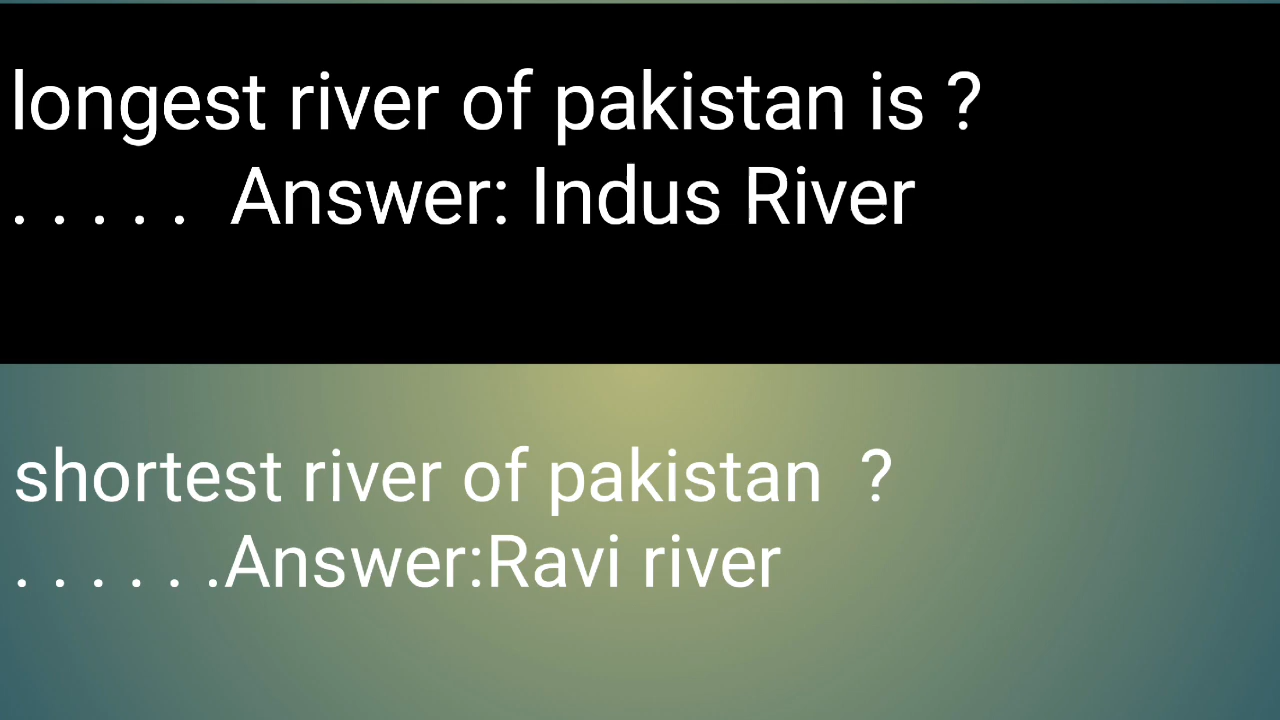 longest river of pakistan is ?
. . . . .  Answer: Indus River
shortest river of pakistan  ?
. . . . . .Answer:Ravi river